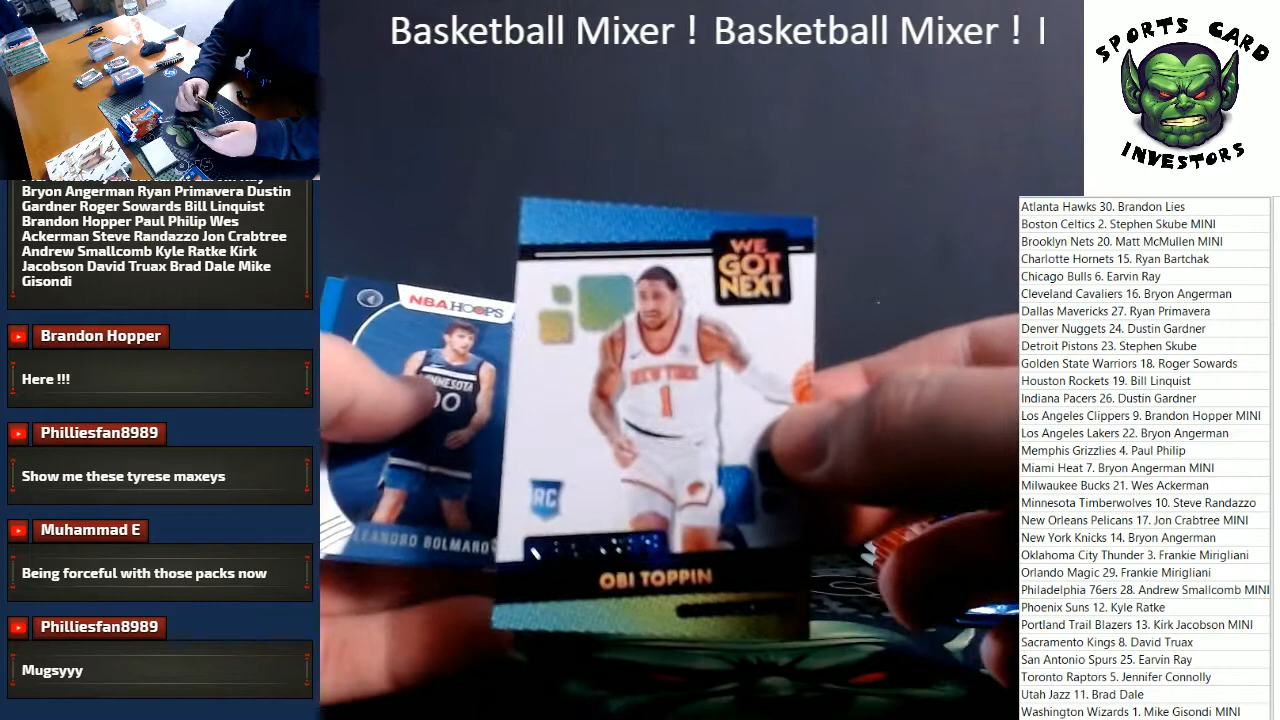 Basketball Mixer ! Basketball Mixer ! I
SPORTS CARD
INVESTORS
Bryon Angerman Ryan Primavera Dustin
Gardner Roger Sowards Bill Linquist
Brandon Hopper Paul Philip Wes
Ackerman Steve Randazzo Jon Crabtree
Andrew Smallcomb Kyle Ratke Kirk
Jacobson David Truax Brad Dale Mike
Gisondi
Brandon Hopper
Here !!!
Philliesfan8989
Show me these tyrese maxeys
Muhammad E
Being forceful with those packs now
Philliesfan8989
Mugsyyy
NBA HOOPS
MINNESOTA
00
LEANDRO BOLMARO
WE
GOT
NEXT
NEW YORK
1
RC
OBI TOPPIN
Atlanta Hawks 30. Brandon Lies
Boston Celtics 2. Stephen Skube MINI
Brooklyn Nets 20. Matt McMullen MINI
Charlotte Hornets 15. Ryan Bartchak
Chicago Bulls 6. Earvin Ray
Cleveland Cavaliers 16. Bryon Angerman
Dallas Mavericks 27. Ryan Primavera
Denver Nuggets 24. Dustin Gardner
Detroit Pistons 23. Stephen Skube
Golden State Warriors 18. Roger Sowards
Houston Rockets 19. Bill Linquist
Indiana Pacers 26. Dustin Gardner
Los Angeles Clippers 9. Brandon Hopper MINI
Los Angeles Lakers 22. Bryon Angerman
Memphis Grizzlies 4. Paul Philip
Miami Heat 7. Bryon Angerman MINI
Milwaukee Bucks 21. Wes Ackerman
Minnesota Timberwolves 10. Steve Randazzo
New Orleans Pelicans 17. Jon Crabtree MINI
New York Knicks 14. Bryon Angerman
Oklahoma City Thunder 3. Frankie Mirigliani
Orlando Magic 29. Frankie Mirigliani
Philadelphia 76ers 28. Andrew Smallcomb MINI
Phoenix Suns 12. Kyle Ratke
Portland Trail Blazers 13. Kirk Jacobson MINI
Sacramento Kings 8. David Truax
San Antonio Spurs 25. Earvin Ray
Toronto Raptors 5. Jennifer Connolly
Utah Jazz 11. Brad Dale
Washington Wizards 1. Mike Gisondi MINI